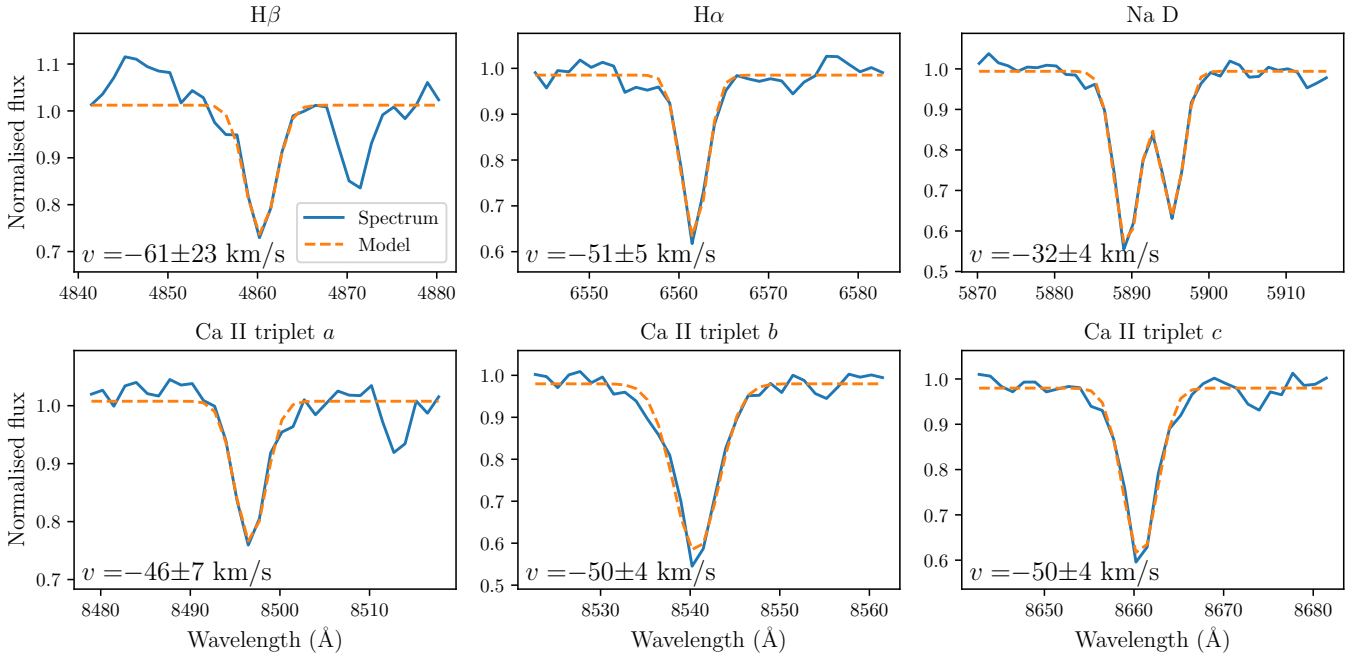 Hβ
Normalised flux
1.1
1.0
0.9
0.8
0.7
Spectrum
Model
v =−61±23 km/s
4840 4850 4860 4870 4880
Hα
1.0
0.9
0.8
0.7
0.6
v =−51±5 km/s
6550 6560 6570 6580
Na D
1.0
0.9
0.8
0.7
0.6
0.5
v =−32±4 km/s
5870 5880 5890 5900 5910
Ca II triplet a
Normalised flux
1.0
0.9
0.8
0.7
v =−46±7 km/s
8480 8490 8500 8510
Wavelength (Å)
Ca II triplet b
1.0
0.9
0.8
0.7
0.6
0.5
v =−50±4 km/s
8530 8540 8550 8560
Wavelength (Å)
Ca II triplet c
1.0
0.9
0.8
0.7
0.6
v =−50±4 km/s
8650 8660 8670 8680
Wavelength (Å)